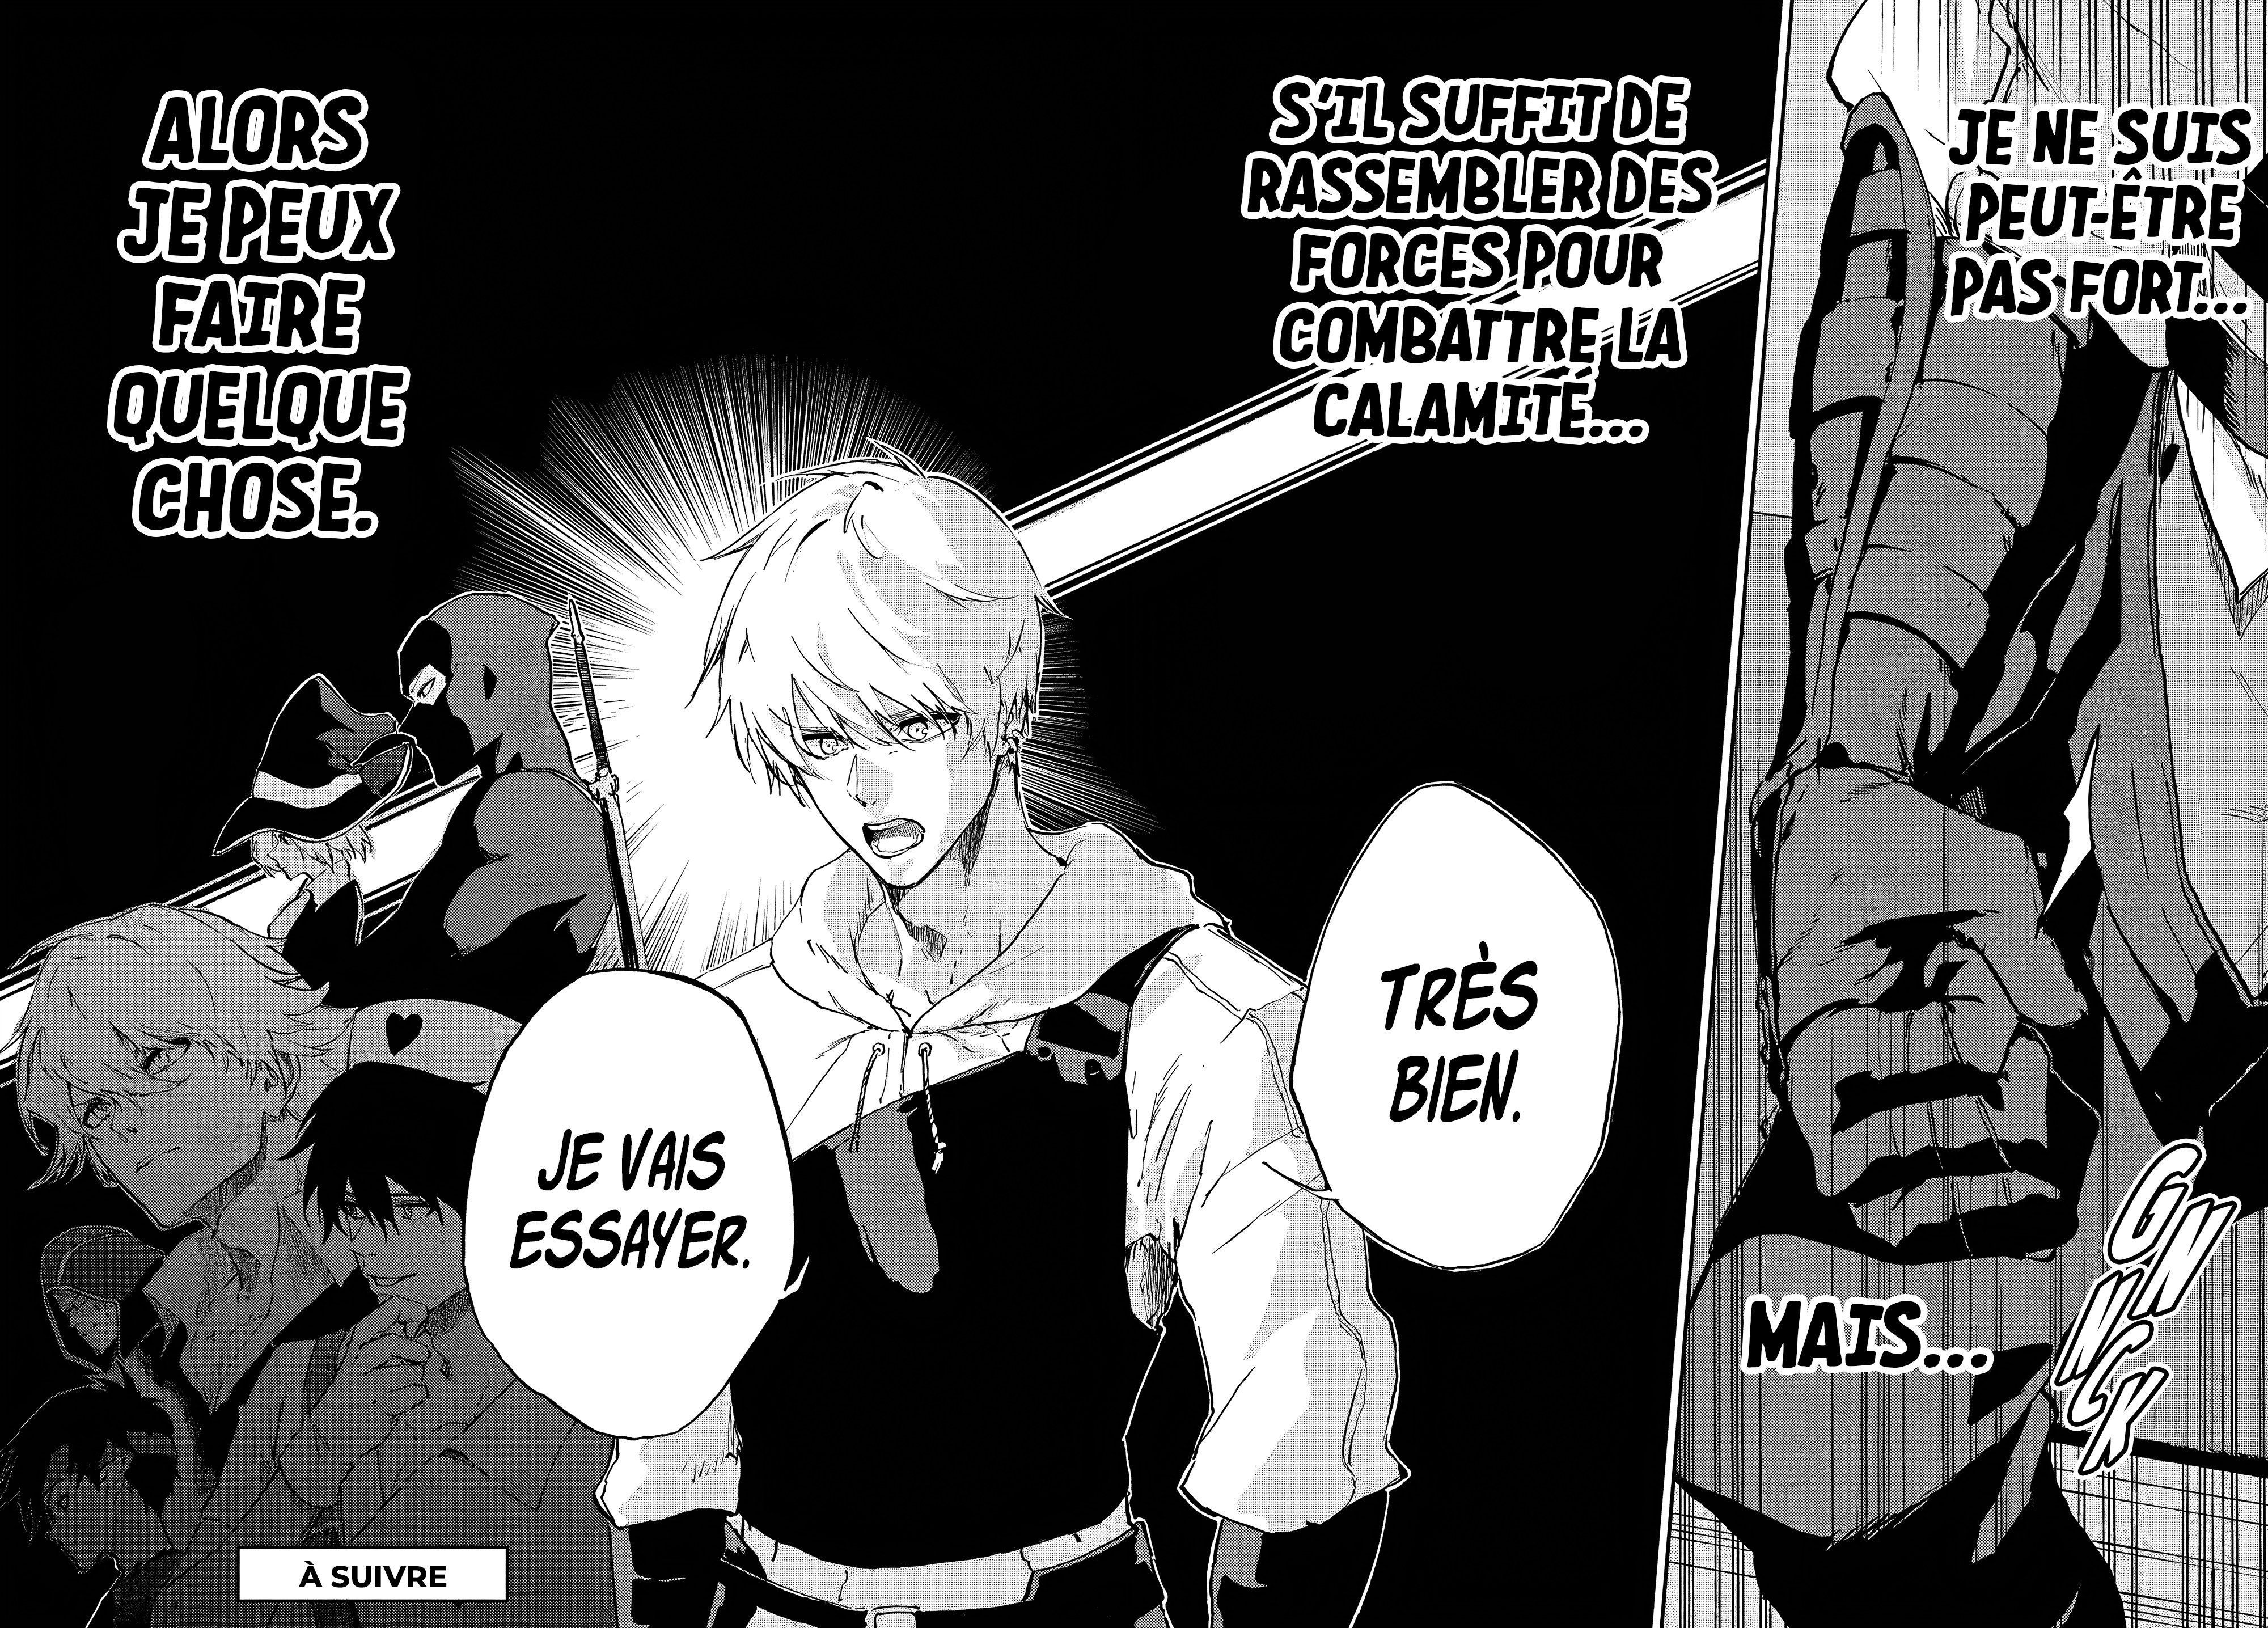 JE NE SUIS
PEUT-ÊTRE
PAS FORT...
GNNNGK
MAIS...
S'IL SUFFIT DE
RASSEMBLER DES
FORCES POUR
COMBATTRE LA
CALAMITÉ...
ALORS
JE PEUX
FAIRE
QUELQUE
CHOSE.
TRÈS
BIEN.
JE VAIS
ESSAYER.
À SUIVRE